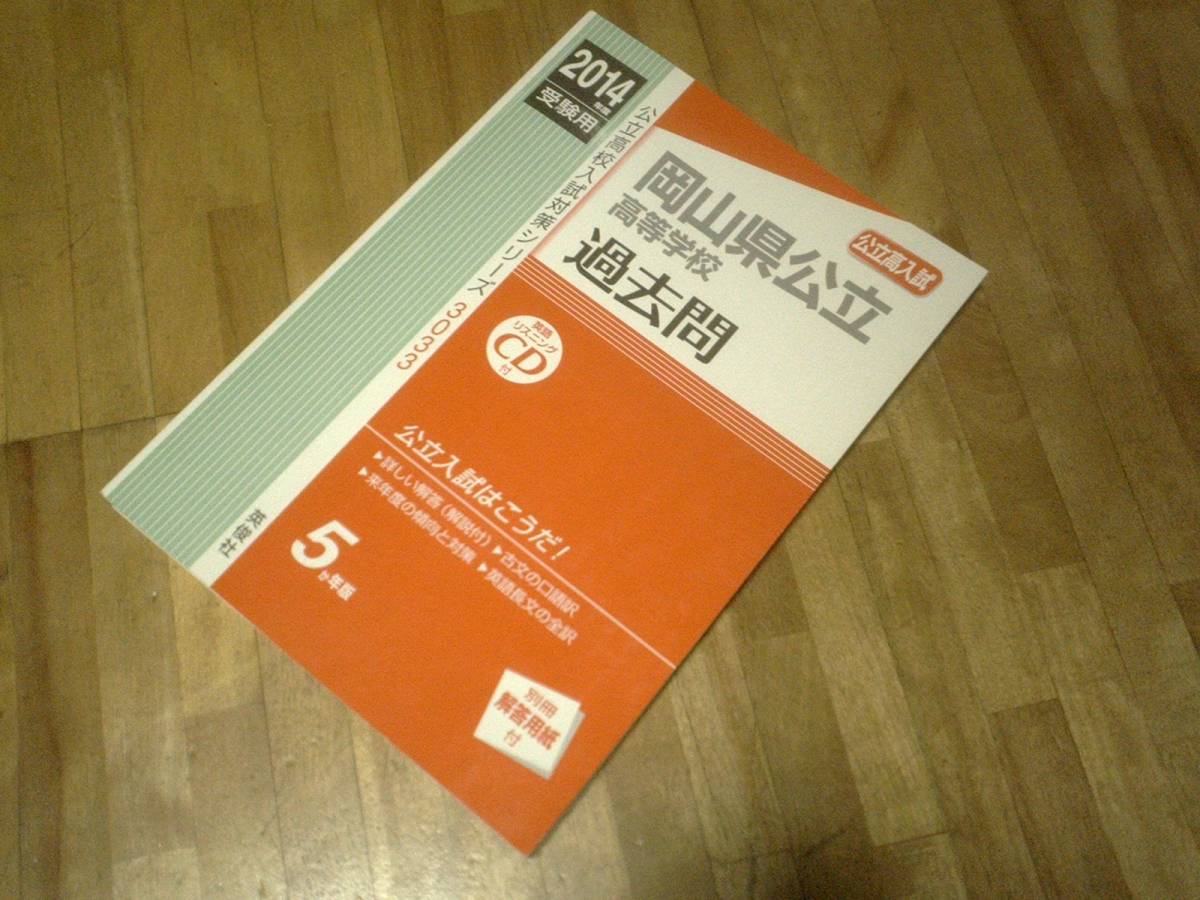 2014年度
受験用
公立高校入試対策シリーズ 3033
英俊社
公立高入試
岡山県公立
高等学校
過去問
英語
リスニング
CD
付
公立入試はこうだ!
▶詳しい解答(解説付) ▶古文の口語訳
▶来年度の傾向と対策 ▶英語長文の全訳
5か年版
別冊
解答用紙
付